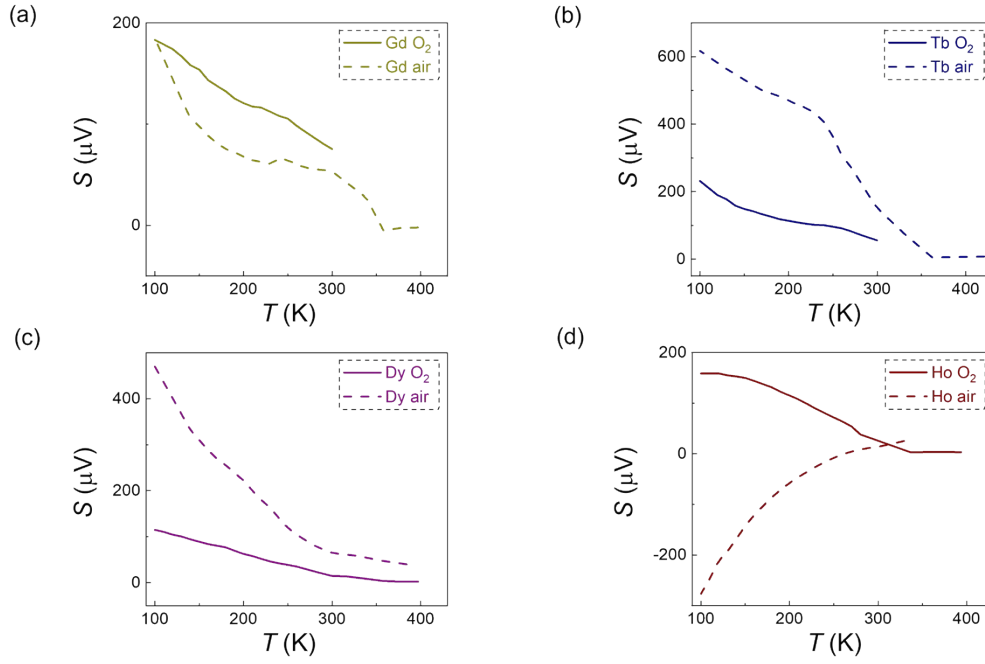 (a)
200
0
S (μV)
Gd O₂
Gd air
100
200
300
400
T (K)
(b)
600
400
200
0
S (μV)
Tb O₂
Tb air
100
200
300
400
T (K)
(c)
400
200
0
S (μV)
Dy O₂
Dy air
100
200
300
400
T (K)
(d)
200
0
-200
S (μV)
Ho O₂
Ho air
100
200
300
400
T (K)